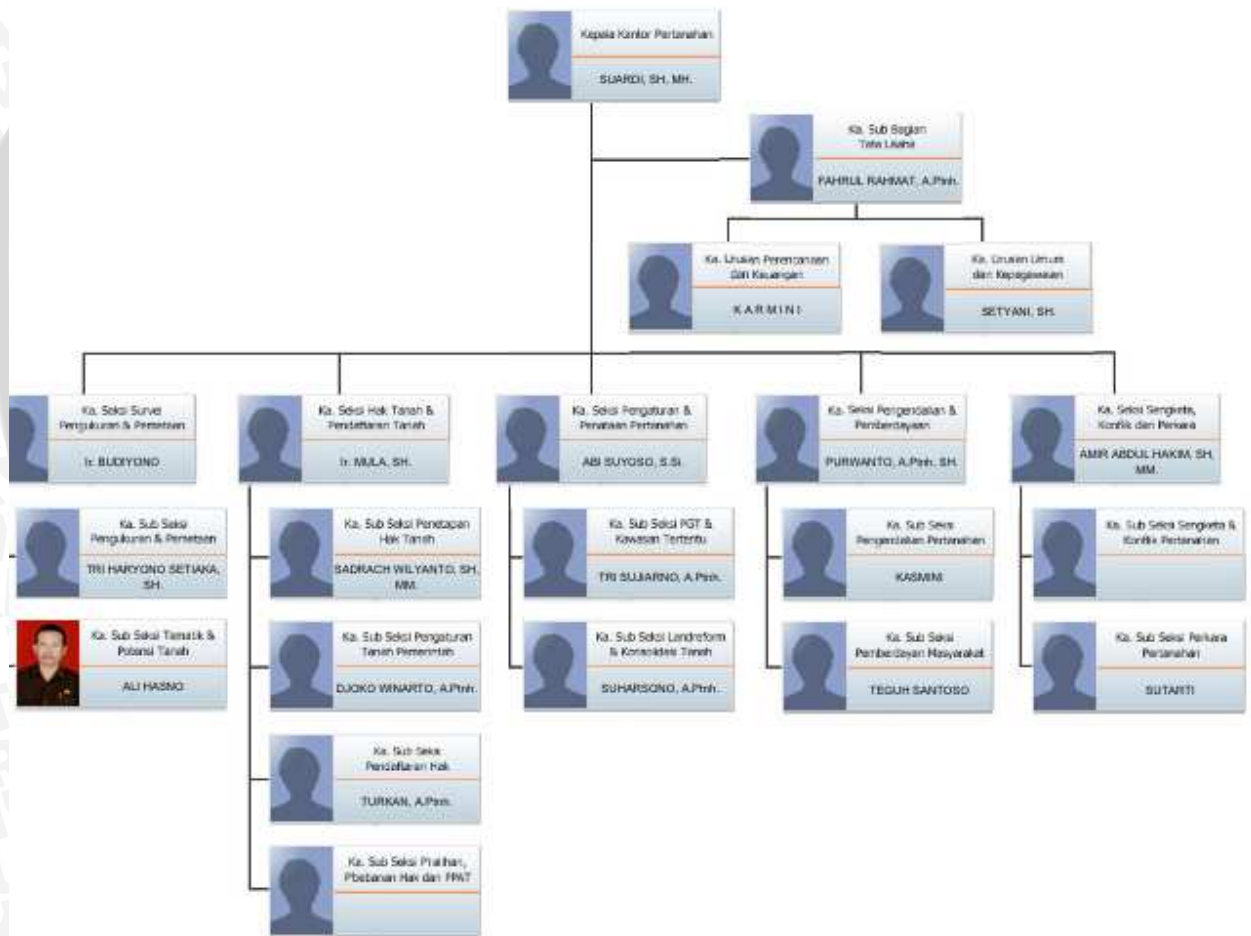 Kepala Kantor Pertanahan
SUARDI, SH. MH.
Ka. Sub Bagian
Tata Usaha
FAHRUL RAHMAT, A.Ptnh.
Ka. Urusan Perencanaan
dan Keuangan
K A R M I N I
Ka. Urusan Umum
dan Kepegawaian
SETYANI, SH.
Ka. Seksi Survei
Pengukuran & Pemetaan
Ir. BUDIYONO
Ka. Seksi Hak Tanah &
Pendaftaran Tanah
Ir. MULA, SH.
Ka. Seksi Pengaturan &
Penataan Pertanahan
ABI SUYOSO, S.Si.
Ka. Seksi Pengendalian &
Pemberdayaan
PURWANTO, A.Ptnh. SH.
Ka. Seksi Sengketa,
Konflik dan Perkara
AMIR ABDUL HAKIM, SH,
MM.
Ka. Sub Seksi
Pengukuran & Pemetaan
TRI HARYONO SETIAKA,
SH.
Ka. Sub Seksi Tematik &
Potensi Tanah
ALI HASNO
Ka. Sub Seksi Penetapan
Hak Tanah
SADRACH WILYANTO, SH,
MM.
Ka. Sub Seksi Pengaturan
Tanah Pemerintah
DJOKO WINARTO, A.Ptnh.
Ka. Sub Seksi
Pendaftaran Hak
TURKAN, A.Ptnh.
Ka. Sub Seksi Pralihan,
Pbebanan Hak dan PPAT
Ka. Sub Seksi PGT &
Kawasan Tertentu
TRI SUJIARNO, A.Ptnh.
Ka. Sub Seksi Landreform
& Konsolidasi Tanah
SUHARSONO, A.Ptnh.
Ka. Sub Seksi
Pengendalian Pertanahan
KASMINI
Ka. Sub Seksi
Pemberdayan Masyarakat
TEGUH SANTOSO
Ka. Sub Seksi Sengketa &
Konflik Pertanahan
Ka. Sub Seksi Perkara
Pertanahan
SUTARTI